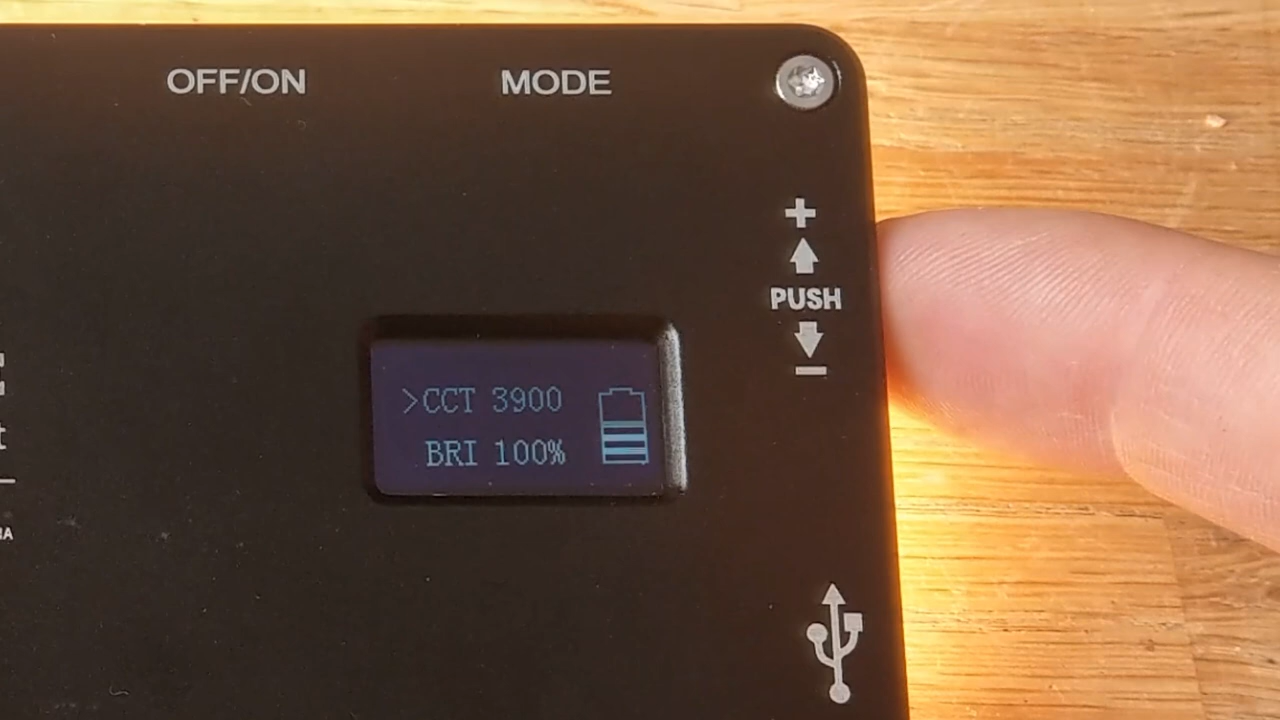 OFF/ON
MODE
+
PUSH
−
>CCT 3900
BRI 100%